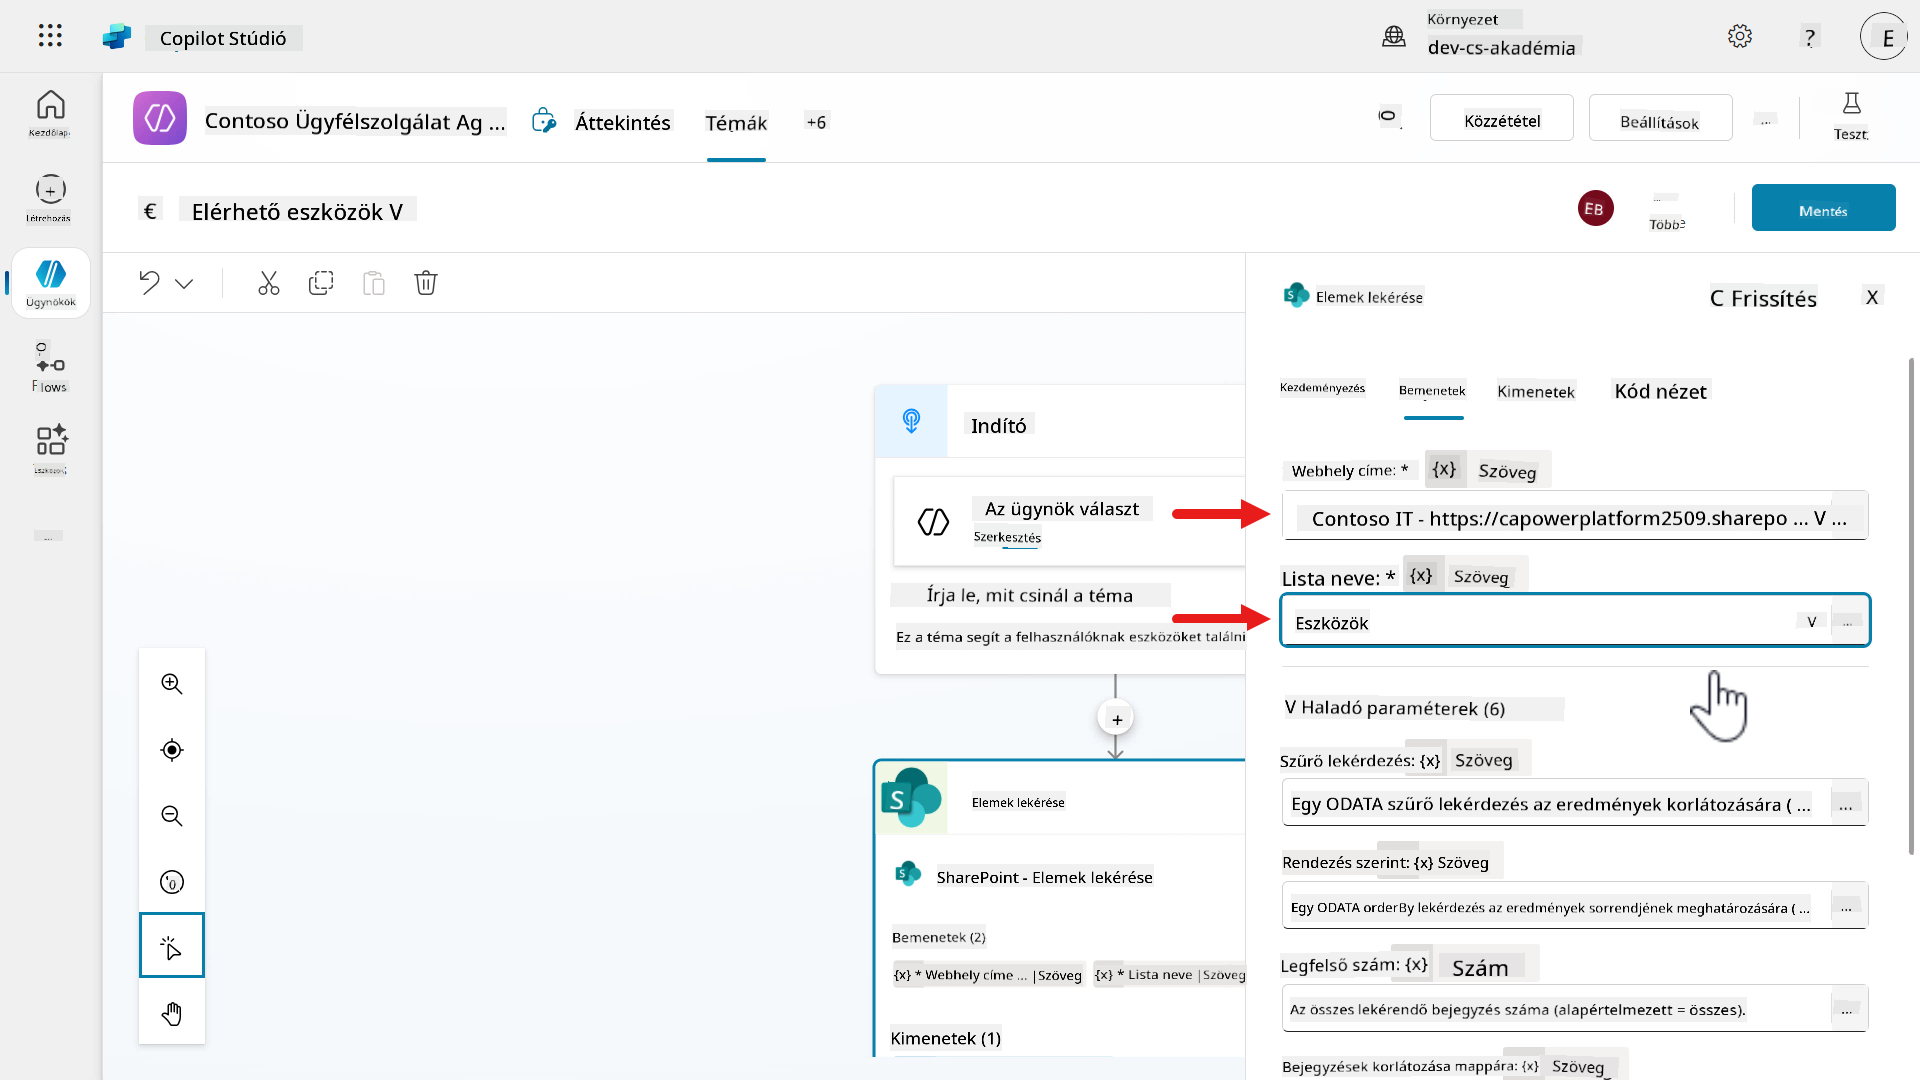 Copilot Stúdió
Környezet
dev-cs-akadémia
?
E
Kezdőlap
Létrehozás
Ügynökök
Flows
...
Contoso Ügyfélszolgálat Ag ...
Áttekintés
Témák
+6
Közzététel
Beállítások
...
Teszt
€
Elérhető eszközök V
EB
...
Több
Mentés
Indító
Az ügynök választ
Szerkesztés
Írja le, mit csinál a téma
Ez a téma segít a felhasználóknak eszközöket találni
+
Elemek lekérése
SharePoint - Elemek lekérése
Bemenetek (2)
{x} * Webhely címe ... |Szöveg
{x} * Lista neve |Szöveg
Kimenetek (1)
Elemek lekérése
C Frissítés
X
Kezdeményezés
Bemenetek
Kimenetek
Kód nézet
Webhely címe: * {x} Szöveg
Contoso IT - https://capowerplatform2509.sharepo ... V ...
Lista neve: * {x} Szöveg
Eszközök V ...
V Haladó paraméterek (6)
Szűrő lekérdezés: {x} Szöveg
Egy ODATA szűrő lekérdezés az eredmények korlátozására ( ... ...
Rendezés szerint: {x} Szöveg
Egy ODATA orderBy lekérdezés az eredmények sorrendjének meghatározására ( ... ...
Legfelső szám: {x} Szám
Az összes lekérendő bejegyzés száma (alapértelmezett = összes). ...
Bejegyzések korlátozása mappára: {x} Szöveg